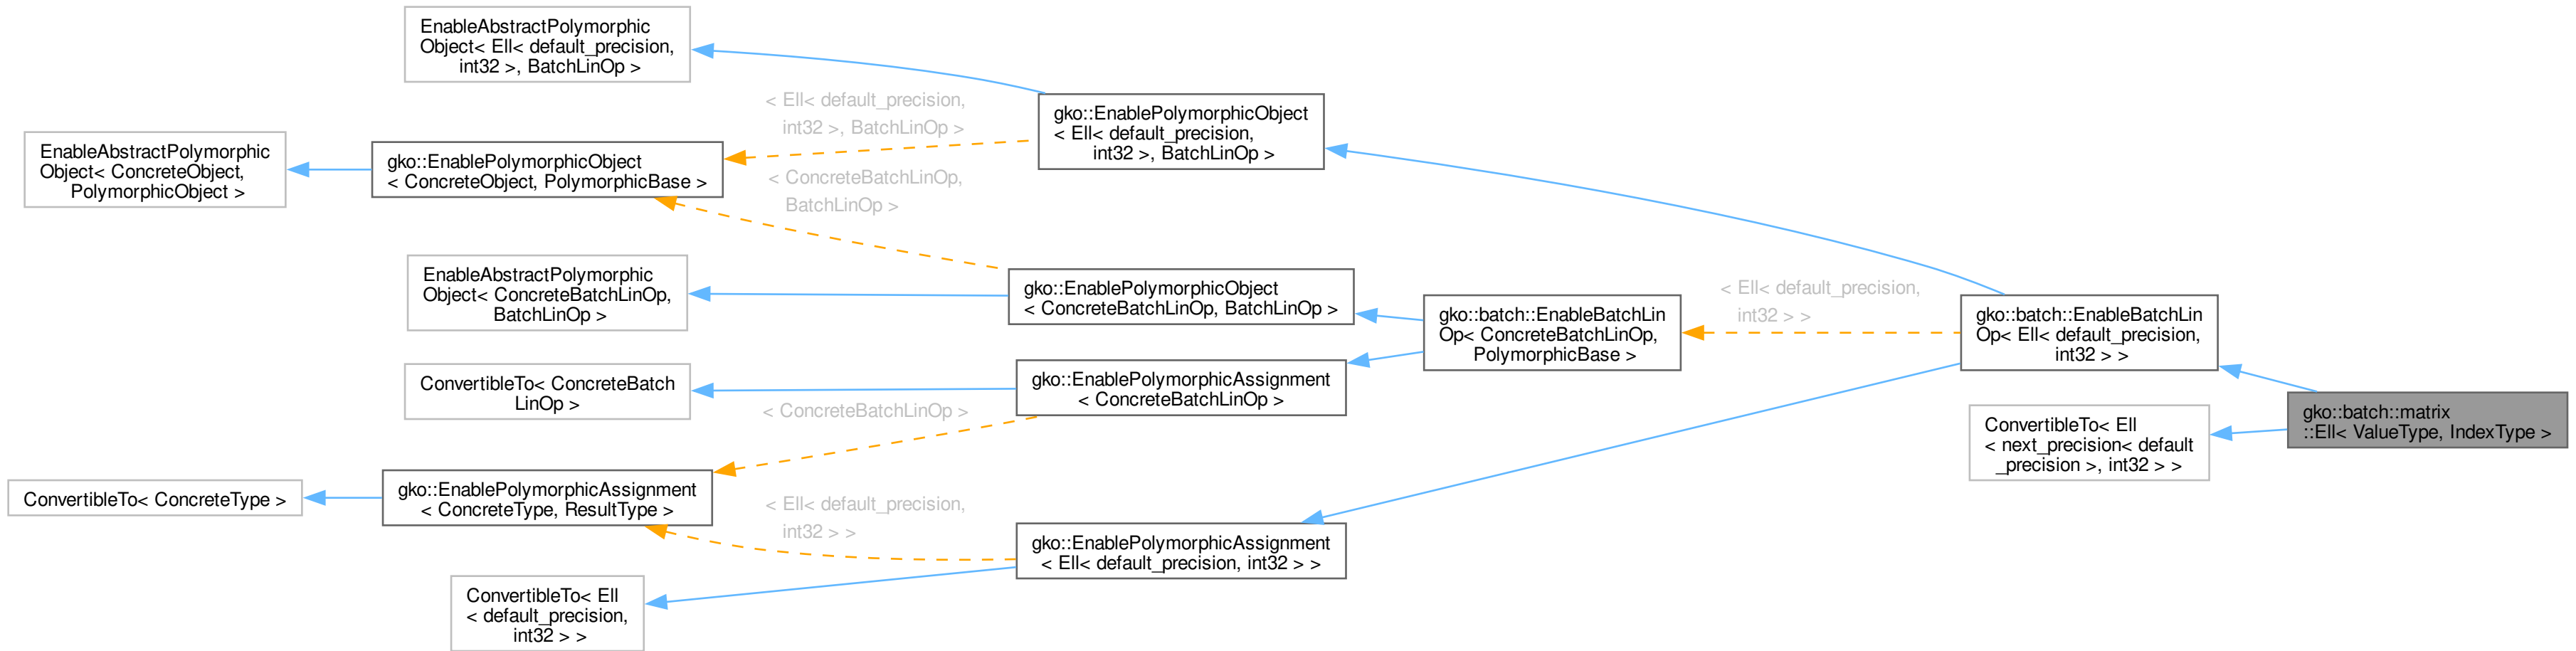 EnableAbstractPolymorphic
Object< Ell< default_precision,
int32 >, BatchLinOp >
EnableAbstractPolymorphic
Object< ConcreteObject,
PolymorphicObject >
gko::EnablePolymorphicObject
< ConcreteObject, PolymorphicBase >
< Ell< default_precision,
int32 >, BatchLinOp >
< ConcreteBatchLinOp,
BatchLinOp >
gko::EnablePolymorphicObject
< Ell< default_precision,
int32 >, BatchLinOp >
EnableAbstractPolymorphic
Object< ConcreteBatchLinOp,
BatchLinOp >
gko::EnablePolymorphicObject
< ConcreteBatchLinOp, BatchLinOp >
gko::batch::EnableBatchLin
Op< ConcreteBatchLinOp,
PolymorphicBase >
< Ell< default_precision,
int32 > >
gko::batch::EnableBatchLin
Op< Ell< default_precision,
int32 > >
ConvertibleTo< ConcreteBatch
LinOp >
< ConcreteBatchLinOp >
gko::EnablePolymorphicAssignment
< ConcreteBatchLinOp >
ConvertibleTo< Ell
< next_precision< default
_precision >, int32 > >
gko::batch::matrix
::Ell< ValueType, IndexType >
ConvertibleTo< ConcreteType >
gko::EnablePolymorphicAssignment
< ConcreteType, ResultType >
< Ell< default_precision,
int32 > >
gko::EnablePolymorphicAssignment
< Ell< default_precision, int32 > >
ConvertibleTo< Ell
< default_precision,
int32 > >